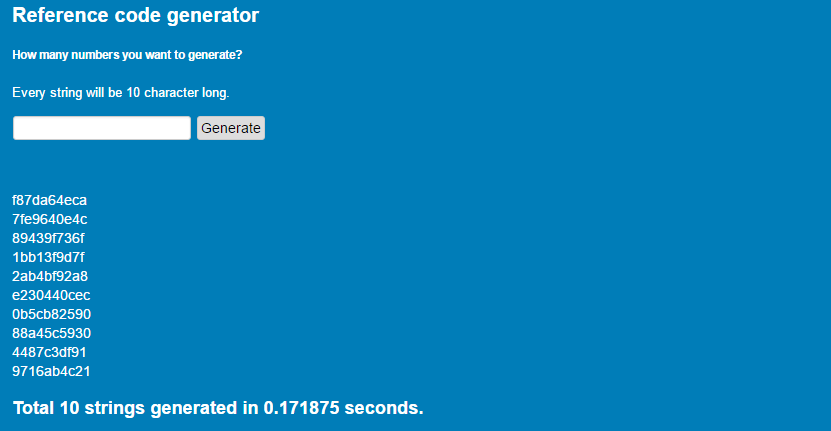 Reference code generator
How many numbers you want to generate?
Every string will be 10 character long.
Generate
f87da64eca
7fe9640e4c
89439f736f
1bb13f9d7f
2ab4bf92a8
e230440cec
0b5cb82590
88a45c5930
4487c3df91
9716ab4c21
Total 10 strings generated in 0.171875 seconds.